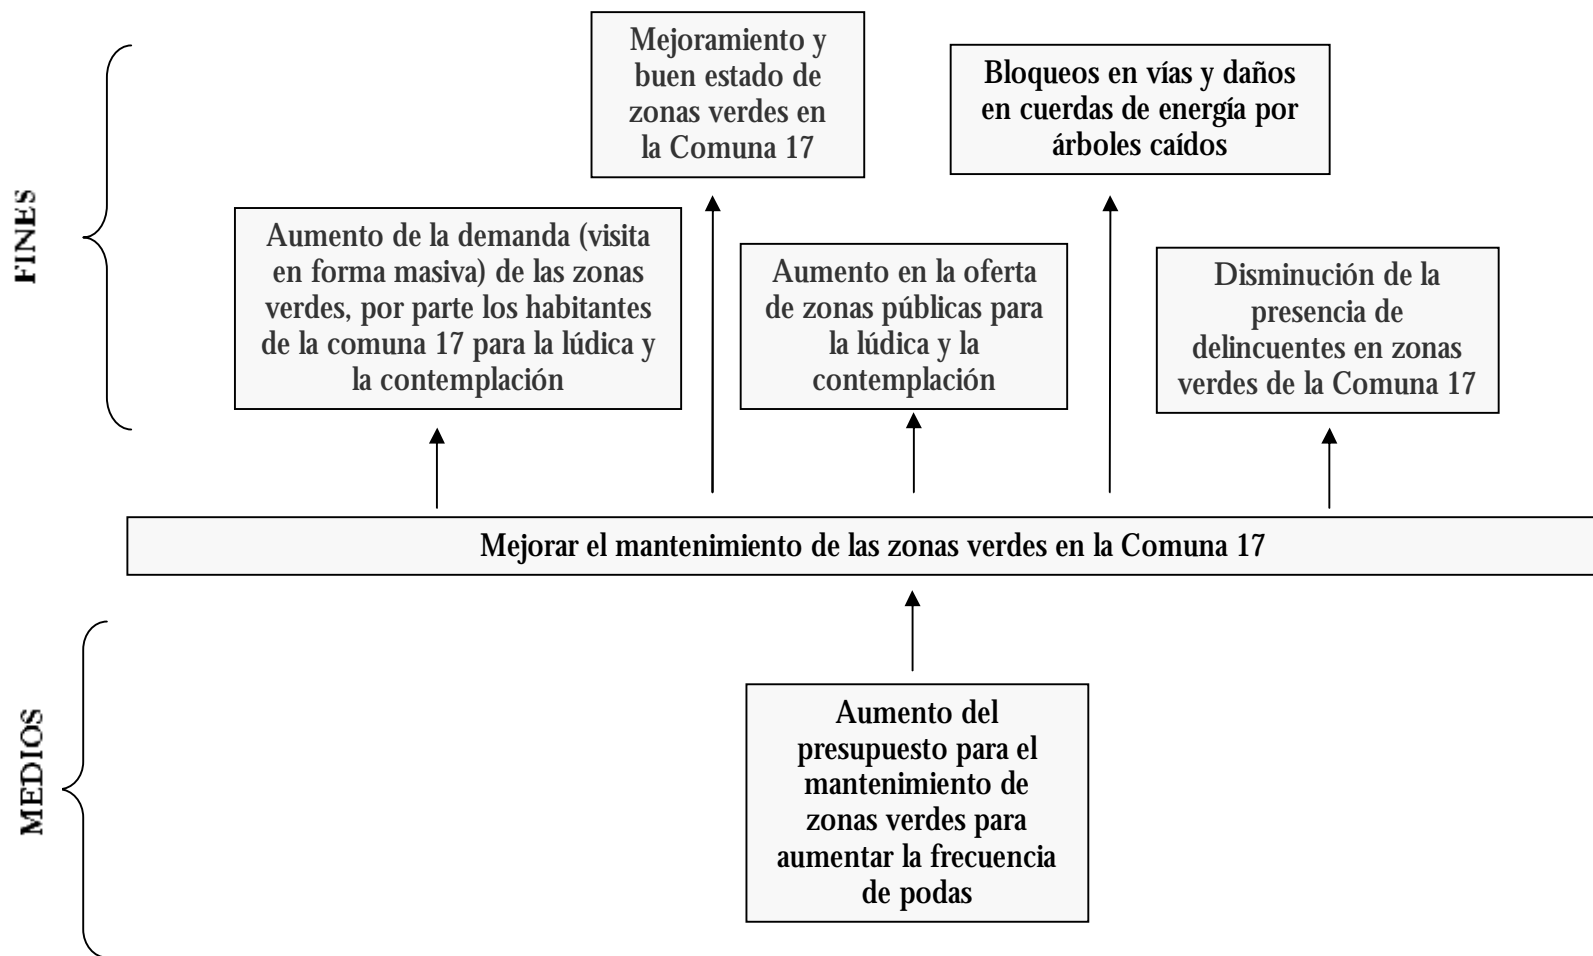 FINES
Mejoramiento y
buen estado de
zonas verdes en
la Comuna 17
Bloqueos en vías y daños
en cuerdas de energía por
árboles caídos
Aumento de la demanda (visita
en forma masiva) de las zonas
verdes, por parte los habitantes
de la comuna 17 para la lúdica y
la contemplación
Aumento en la oferta
de zonas públicas para
la lúdica y la
contemplación
Disminución de la
presencia de
delincuentes en zonas
verdes de la Comuna 17
Mejorar el mantenimiento de las zonas verdes en la Comuna 17
MEDIOS
Aumento del
presupuesto para el
mantenimiento de
zonas verdes para
aumentar la frecuencia
de podas